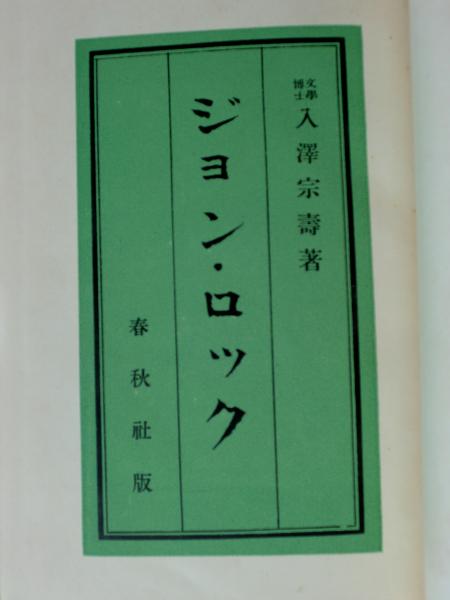 文學博士 入澤宗壽著
ジョン・ロック
春秋社版